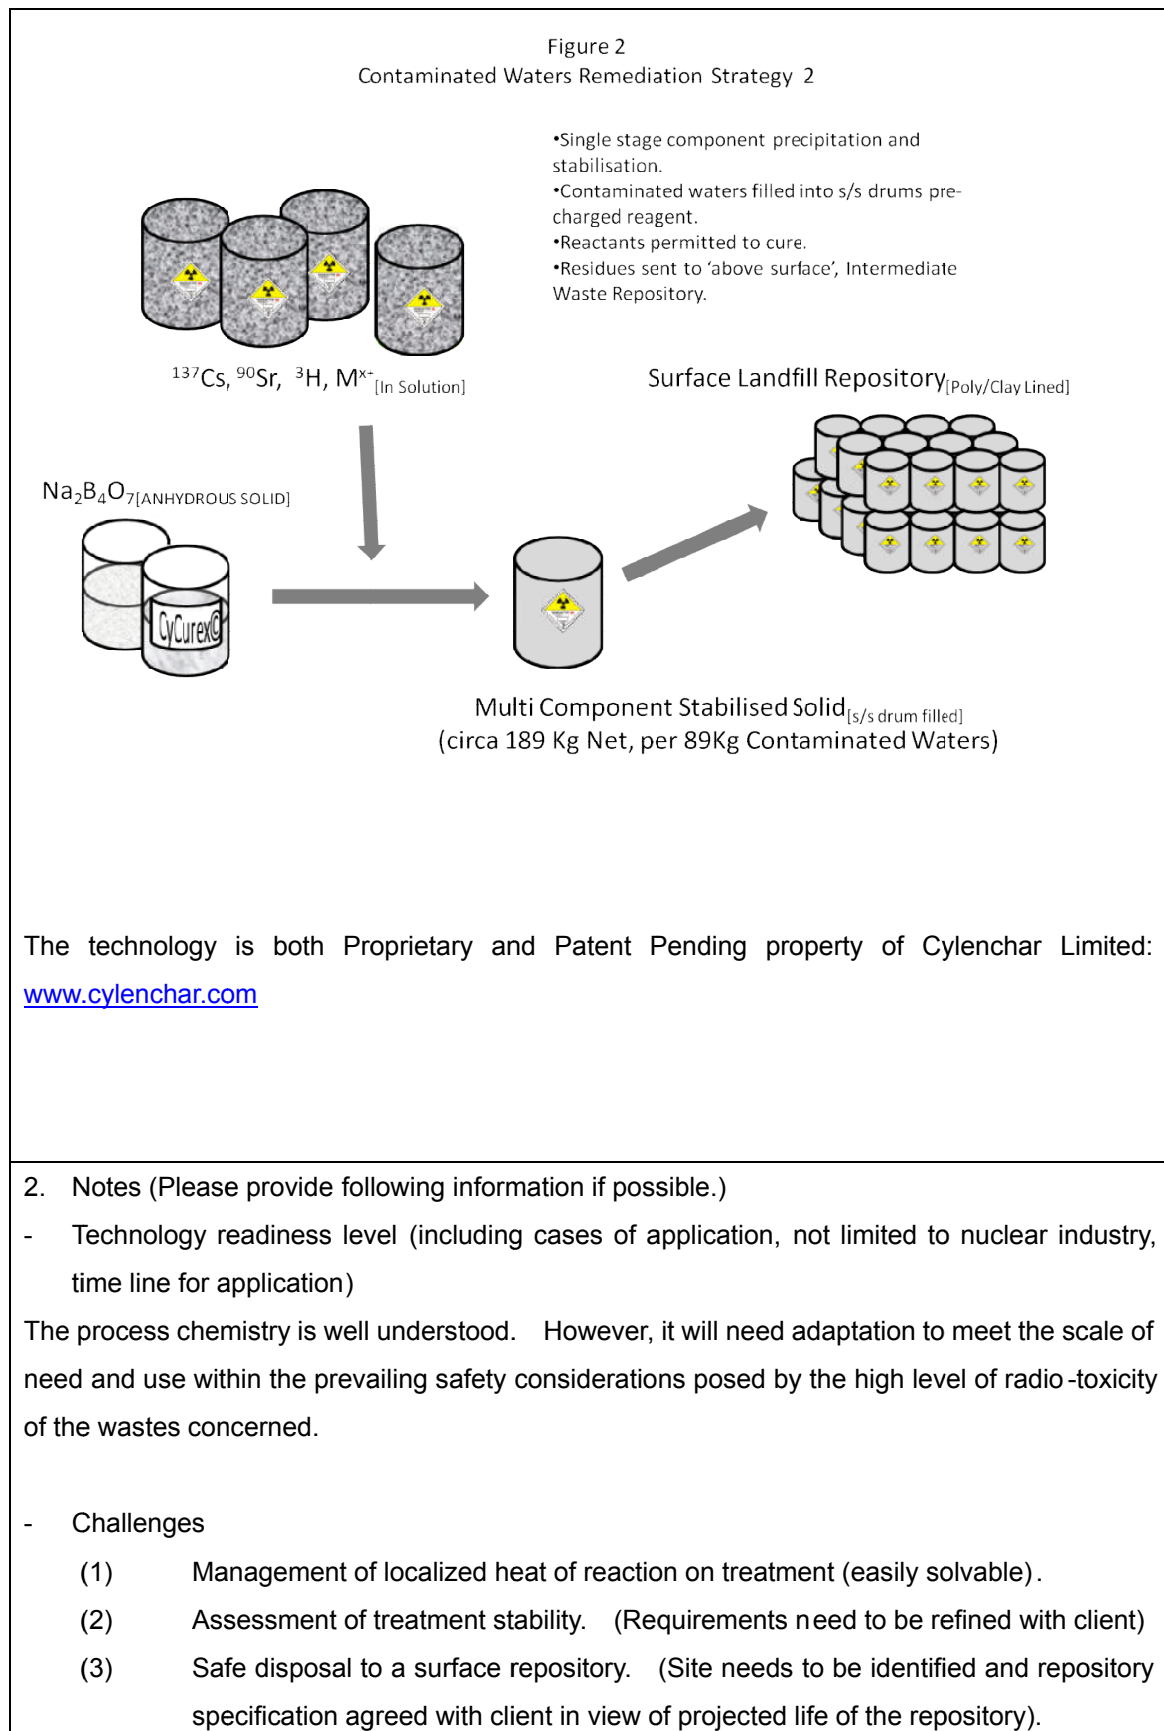 Figure 2
Contaminated Waters Remediation Strategy 2
•Single stage component precipitation and
stabilisation.
•Contaminated waters filled into s/s drums pre-
charged reagent.
•Reactants permitted to cure.
•Residues sent to ‘above surface’, Intermediate
Waste Repository.
¹³⁷Cs, ⁹⁰Sr, ³H, Mˣ⁺[In Solution]
Surface Landfill Repository[Poly/Clay Lined]
Na₂B₄O₇[ANHYDROUS SOLID]
CyCurex©
Multi Component Stabilised Solid[s/s drum filled]
(circa 189 Kg Net, per 89Kg Contaminated Waters)
The technology is both Proprietary and Patent Pending property of Cylenchar Limited:
www.cylenchar.com
2. Notes (Please provide following information if possible.)
- Technology readiness level (including cases of application, not limited to nuclear industry,
time line for application)
The process chemistry is well understood. However, it will need adaptation to meet the scale of
need and use within the prevailing safety considerations posed by the high level of radio-toxicity
of the wastes concerned.
- Challenges
(1) Management of localized heat of reaction on treatment (easily solvable).
(2) Assessment of treatment stability. (Requirements need to be refined with client)
(3) Safe disposal to a surface repository. (Site needs to be identified and repository
specification agreed with client in view of projected life of the repository).